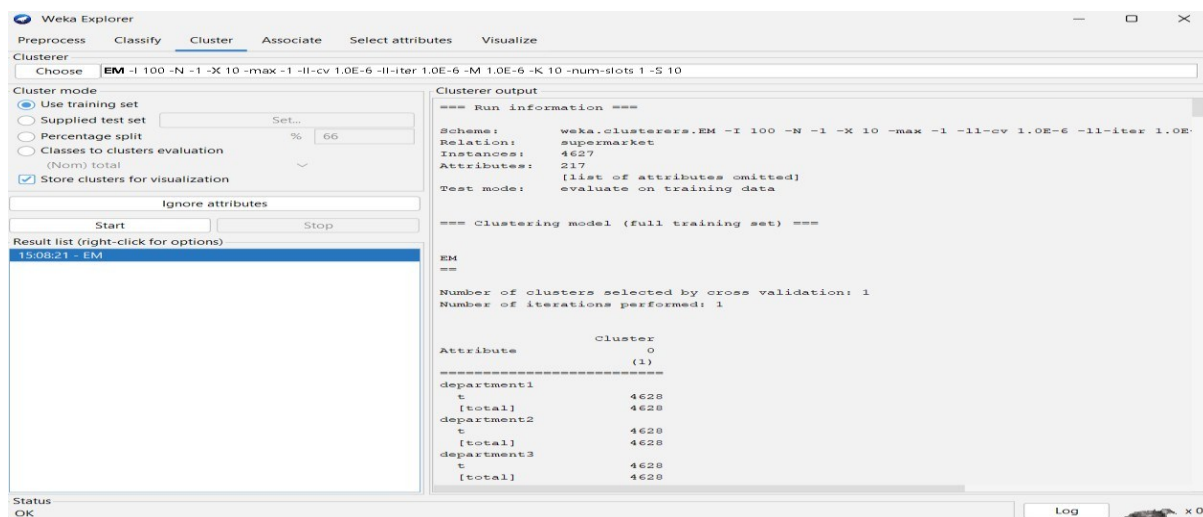 Weka Explorer
Preprocess Classify Cluster Associate Select attributes Visualize
Clusterer
Choose EM -I 100 -N -1 -X 10 -max -1 -ll-cv 1.0E-6 -ll-iter 1.0E-6 -M 1.0E-6 -K 10 -num-slots 1 -S 10
Cluster mode
Use training set
Supplied test set Set...
Percentage split % 66
Classes to clusters evaluation
(Nom) total
Store clusters for visualization
Ignore attributes
Start Stop
Result list (right-click for options)
15:08:21 - EM
Clusterer output
=== Run information ===
Scheme: weka.clusterers.EM -I 100 -N -1 -X 10 -max -1 -ll-cv 1.0E-6 -ll-iter 1.0E-
Relation: supermarket
Instances: 4627
Attributes: 217
[list of attributes omitted]
Test mode: evaluate on training data
=== Clustering model (full training set) ===
EM
==
Number of clusters selected by cross validation: 1
Number of iterations performed: 1
Cluster
Attribute 0
(1)
===========================
department1
t 4628
[total] 4628
department2
t 4628
[total] 4628
department3
t 4628
[total] 4628
Status
OK
Log x 0